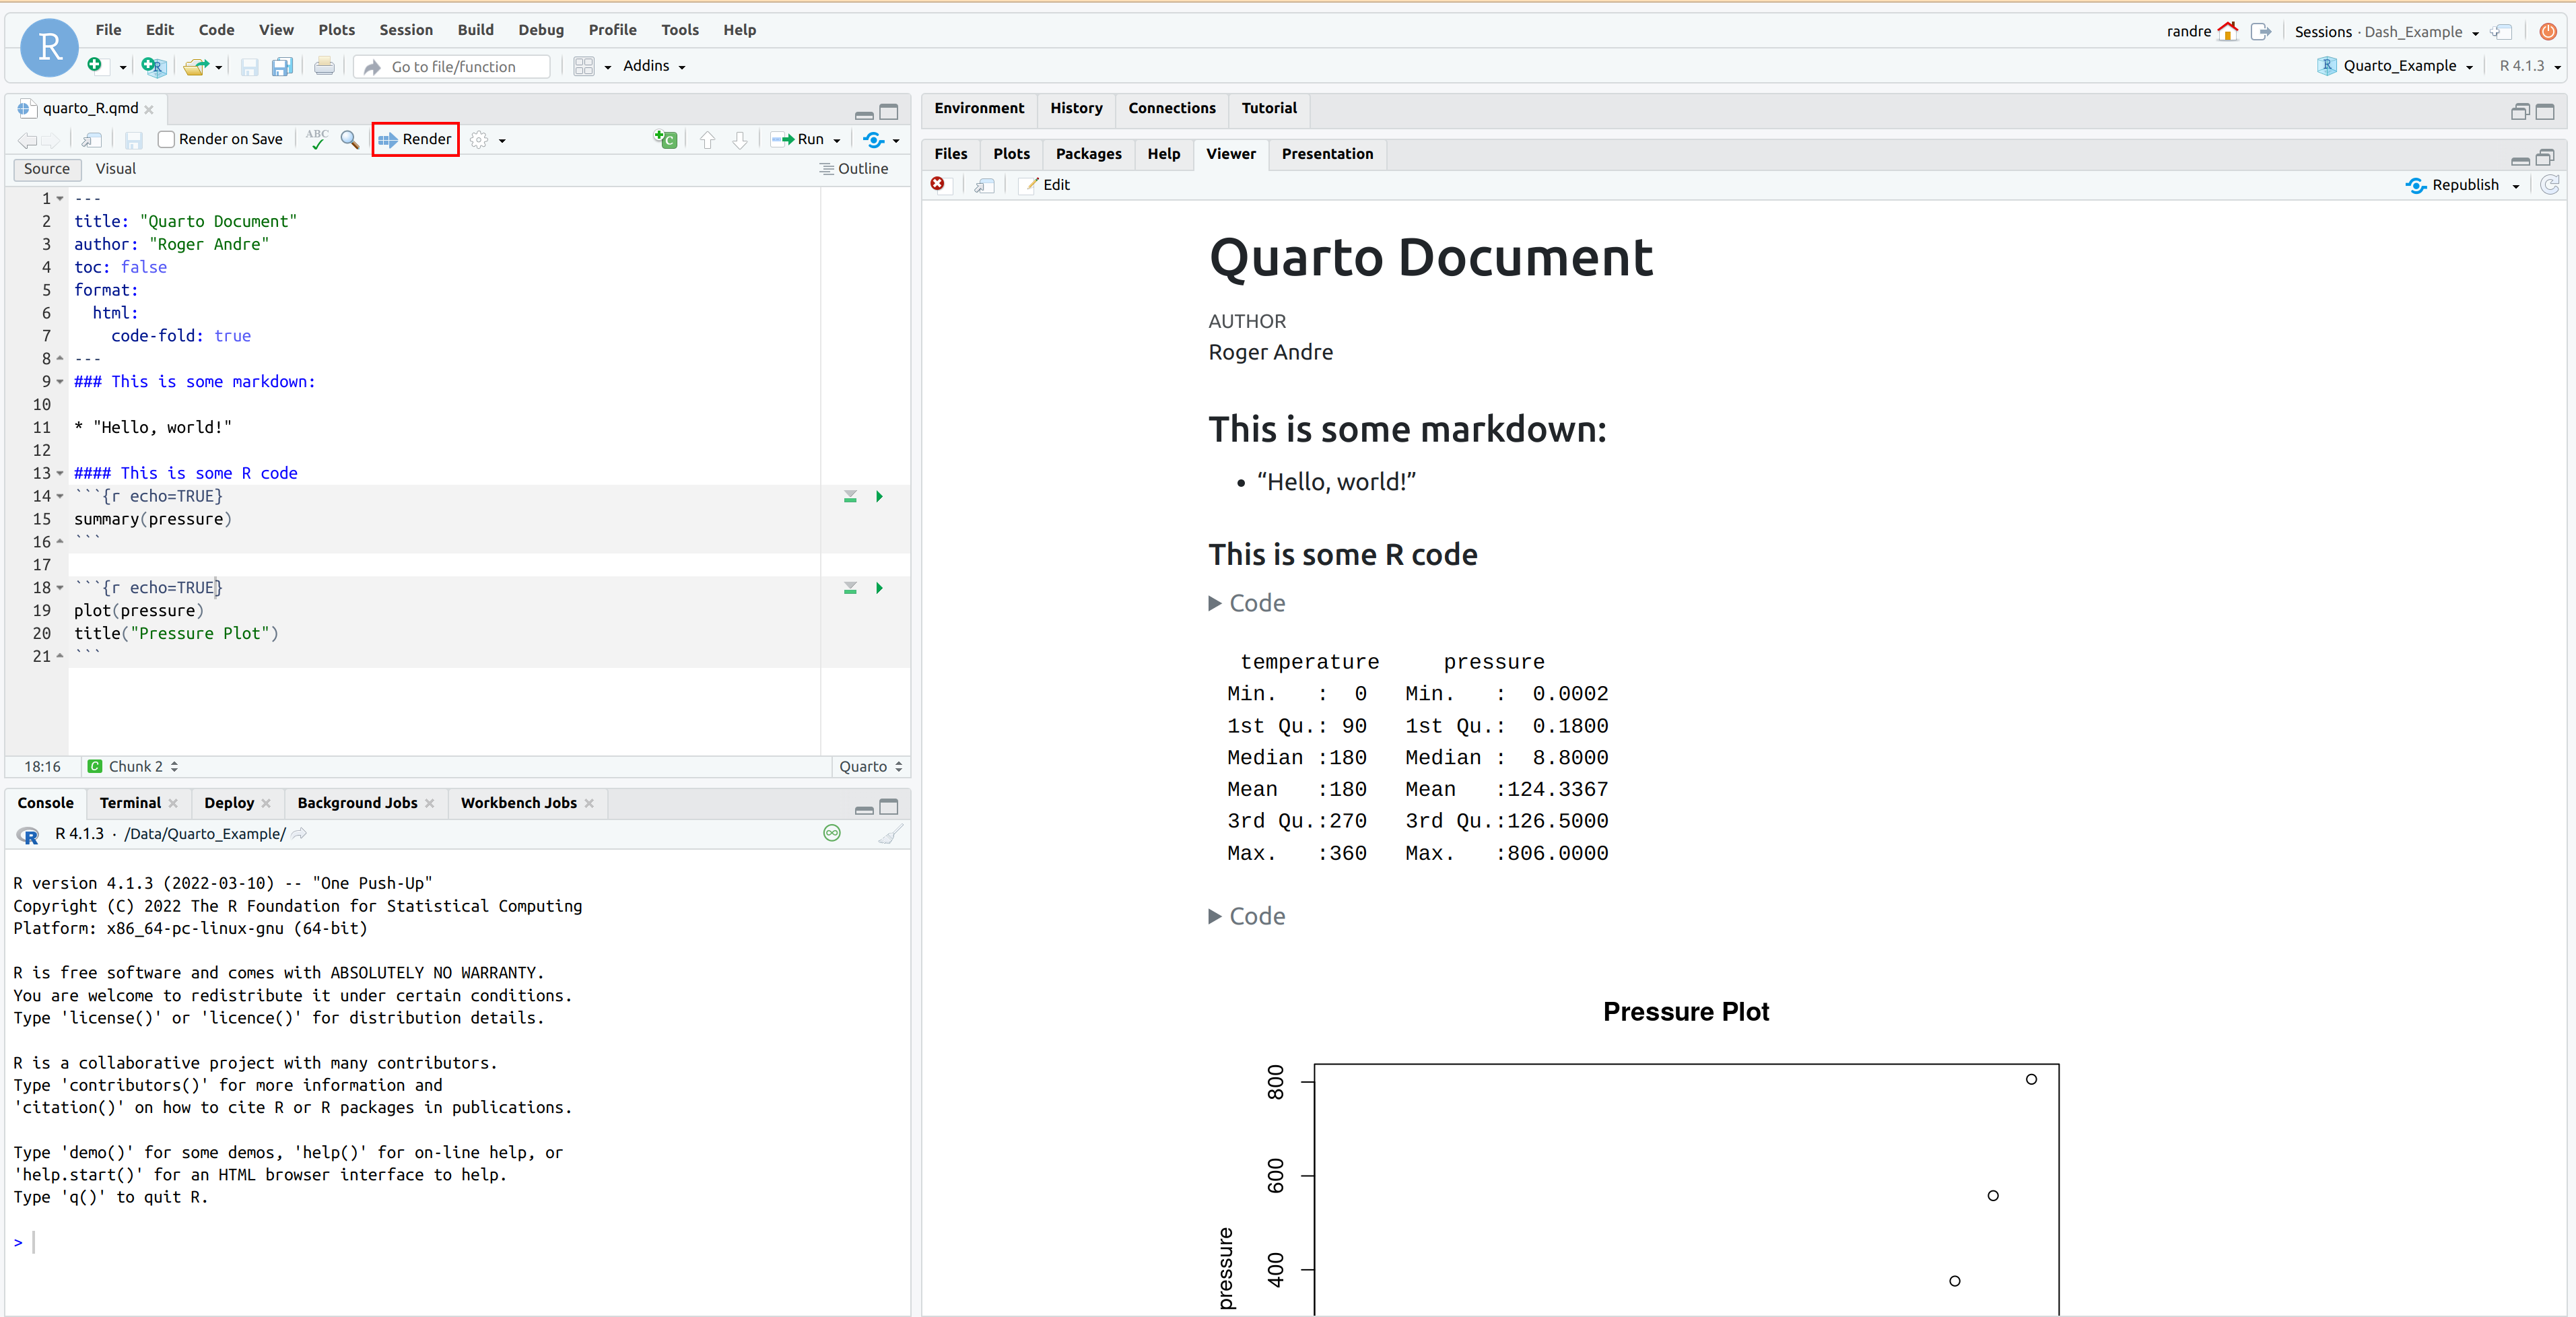 File Edit Code View Plots Session Build Debug Profile Tools Help
randre Sessions · Dash_Example
Go to file/function Addins
Quarto_Example R 4.1.3
R
quarto_R.qmd
Render on Save ABC Render Run
Source Visual Outline
1 ---
2 title: "Quarto Document"
3 author: "Roger Andre"
4 toc: false
5 format:
6 html:
7 code-fold: true
8 ---
9 ### This is some markdown:
10
11 * "Hello, world!"
12
13 #### This is some R code
14 ```{r echo=TRUE}
15 summary(pressure)
16 ```
17
18 ```{r echo=TRUE}
19 plot(pressure)
20 title("Pressure Plot")
21 ```
18:16 C Chunk 2 Quarto
Console Terminal Deploy Background Jobs Workbench Jobs
R 4.1.3 · /Data/Quarto_Example/
R version 4.1.3 (2022-03-10) -- "One Push-Up"
Copyright (C) 2022 The R Foundation for Statistical Computing
Platform: x86_64-pc-linux-gnu (64-bit)
R is free software and comes with ABSOLUTELY NO WARRANTY.
You are welcome to redistribute it under certain conditions.
Type 'license()' or 'licence()' for distribution details.
R is a collaborative project with many contributors.
Type 'contributors()' for more information and
'citation()' on how to cite R or R packages in publications.
Type 'demo()' for some demos, 'help()' for on-line help, or
'help.start()' for an HTML browser interface to help.
Type 'q()' to quit R.
>
Environment History Connections Tutorial
Files Plots Packages Help Viewer Presentation
Edit Republish
Quarto Document
AUTHOR
Roger Andre
This is some markdown:
• “Hello, world!”
This is some R code
Code
temperature pressure
Min. : 0 Min. : 0.0002
1st Qu.: 90 1st Qu.: 0.1800
Median :180 Median : 8.8000
Mean :180 Mean :124.3367
3rd Qu.:270 3rd Qu.:126.5000
Max. :360 Max. :806.0000
Code
Pressure Plot
800
600
400
pressure